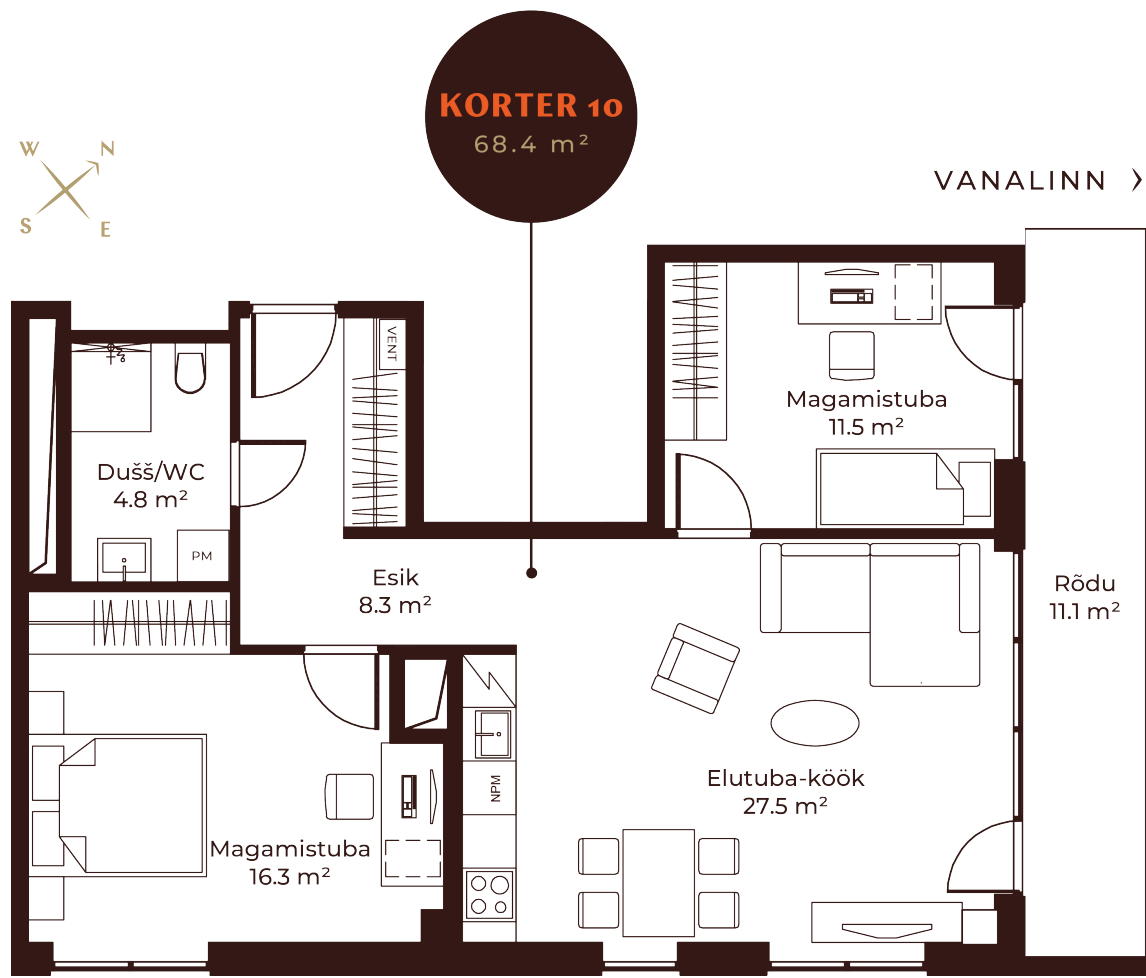 KORTER 10
68.4 m²
W
N
S
E
VANALINN
VENT
Magamistuba
11.5 m²
Dušš/WC
4.8 m²
PM
Esik
8.3 m²
Rõdu
11.1 m²
NPM
Elutuba-köök
27.5 m²
Magamistuba
16.3 m²